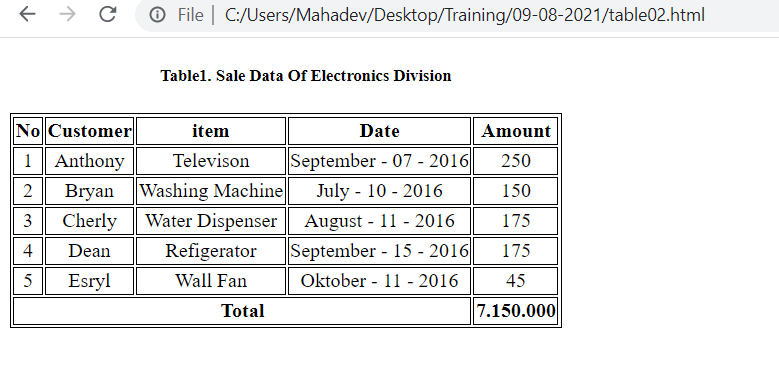 File | C:/Users/Mahadev/Desktop/Training/09-08-2021/table02.html
Table1. Sale Data Of Electronics Division
No Customer item Date Amount
1 Anthony Televison September - 07 - 2016 250
2 Bryan Washing Machine July - 10 - 2016 150
3 Cherly Water Dispenser August - 11 - 2016 175
4 Dean Refigerator September - 15 - 2016 175
5 Esryl Wall Fan Oktober - 11 - 2016 45
Total 7.150.000